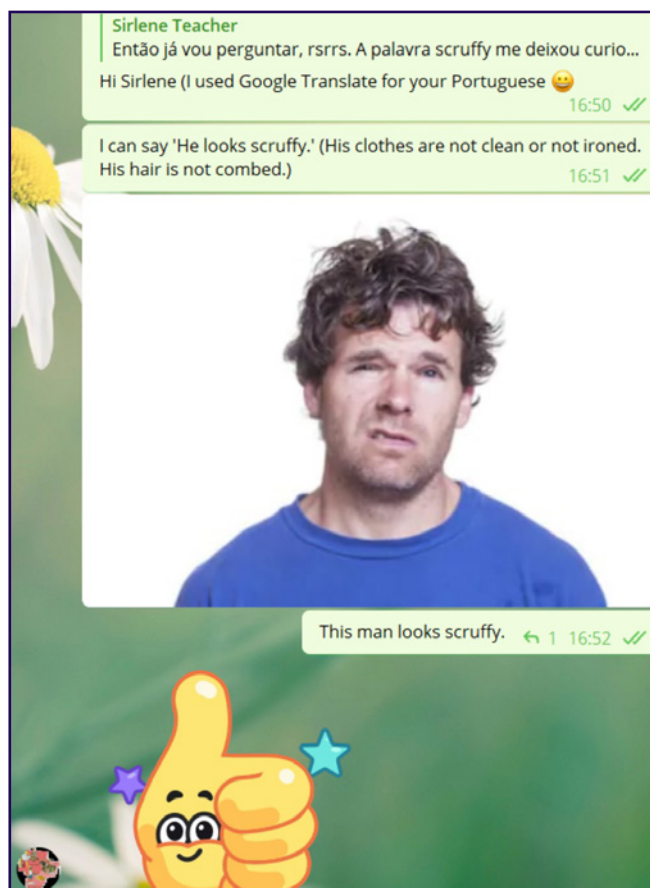 Sirlene Teacher
Então já vou perguntar, rsrrs. A palavra scruffy me deixou curio...
Hi Sirlene (I used Google Translate for your Portuguese 😀
16:50
I can say 'He looks scruffy.' (His clothes are not clean or not ironed.
His hair is not combed.)
16:51
This man looks scruffy.
1 16:52